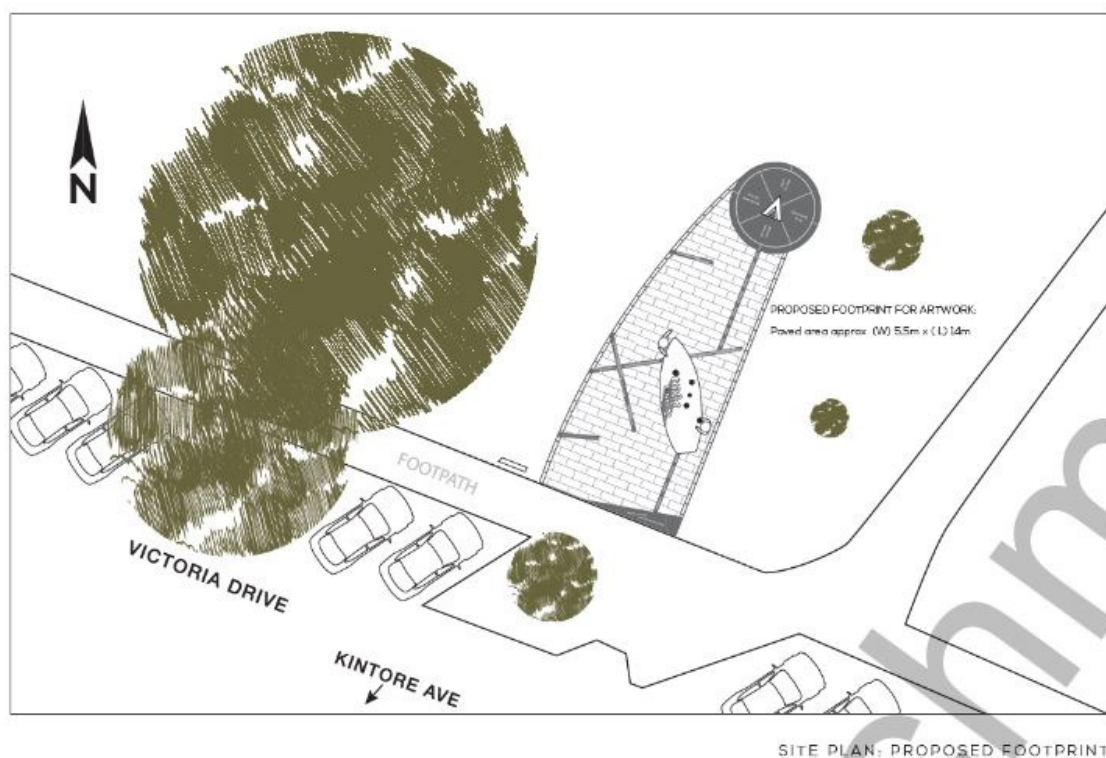 N
PROPOSED FOOTPRINT FOR ARTWORK:
Paved area approx (W) 5.5m x (L) 14m
FOOTPATH
VICTORIA DRIVE
KINTORE AVE
SITE PLAN: PROPOSED FOOTPRINT